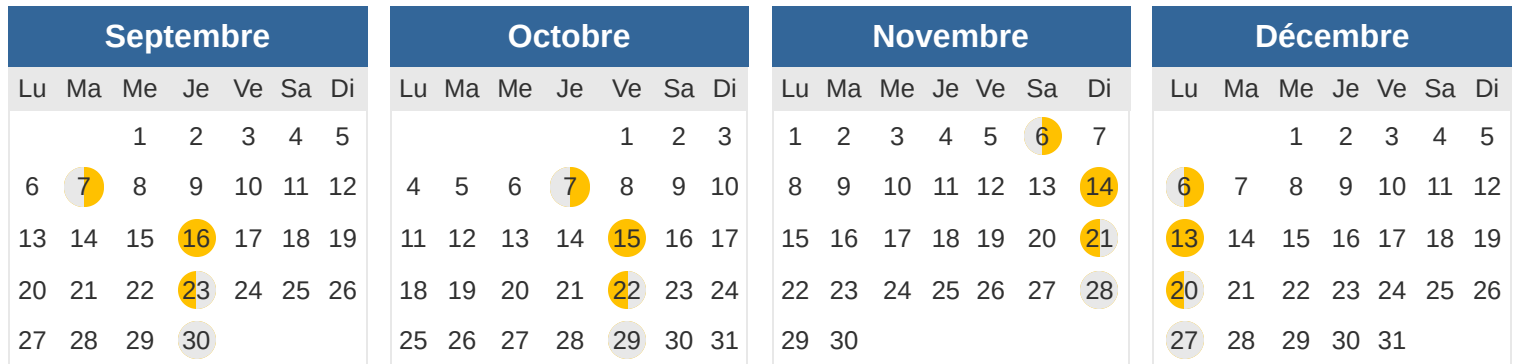 Septembre
Lu Ma Me Je Ve Sa Di
1 2 3 4 5
6 7 8 9 10 11 12
13 14 15 16 17 18 19
20 21 22 23 24 25 26
27 28 29 30
Octobre
Lu Ma Me Je Ve Sa Di
1 2 3
4 5 6 7 8 9 10
11 12 13 14 15 16 17
18 19 20 21 22 23 24
25 26 27 28 29 30 31
Novembre
Lu Ma Me Je Ve Sa Di
1 2 3 4 5 6 7
8 9 10 11 12 13 14
15 16 17 18 19 20 21
22 23 24 25 26 27 28
29 30
Décembre
Lu Ma Me Je Ve Sa Di
1 2 3 4 5
6 7 8 9 10 11 12
13 14 15 16 17 18 19
20 21 22 23 24 25 26
27 28 29 30 31